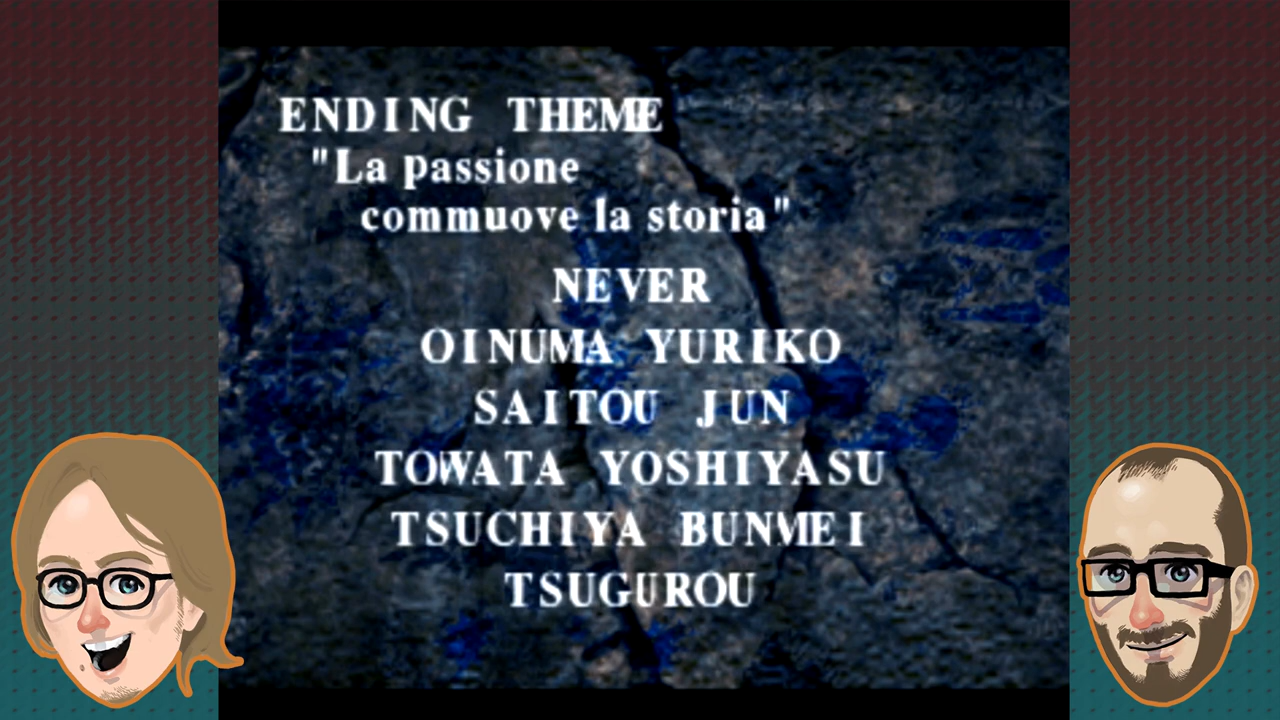 ENDING THEME
"La passione
commuove la storia"
NEVER
OINUMA YURIKO
SAITOU JUN
TOWATA YOSHIYASU
TSUCHIYA BUNMEI
TSUGUROU